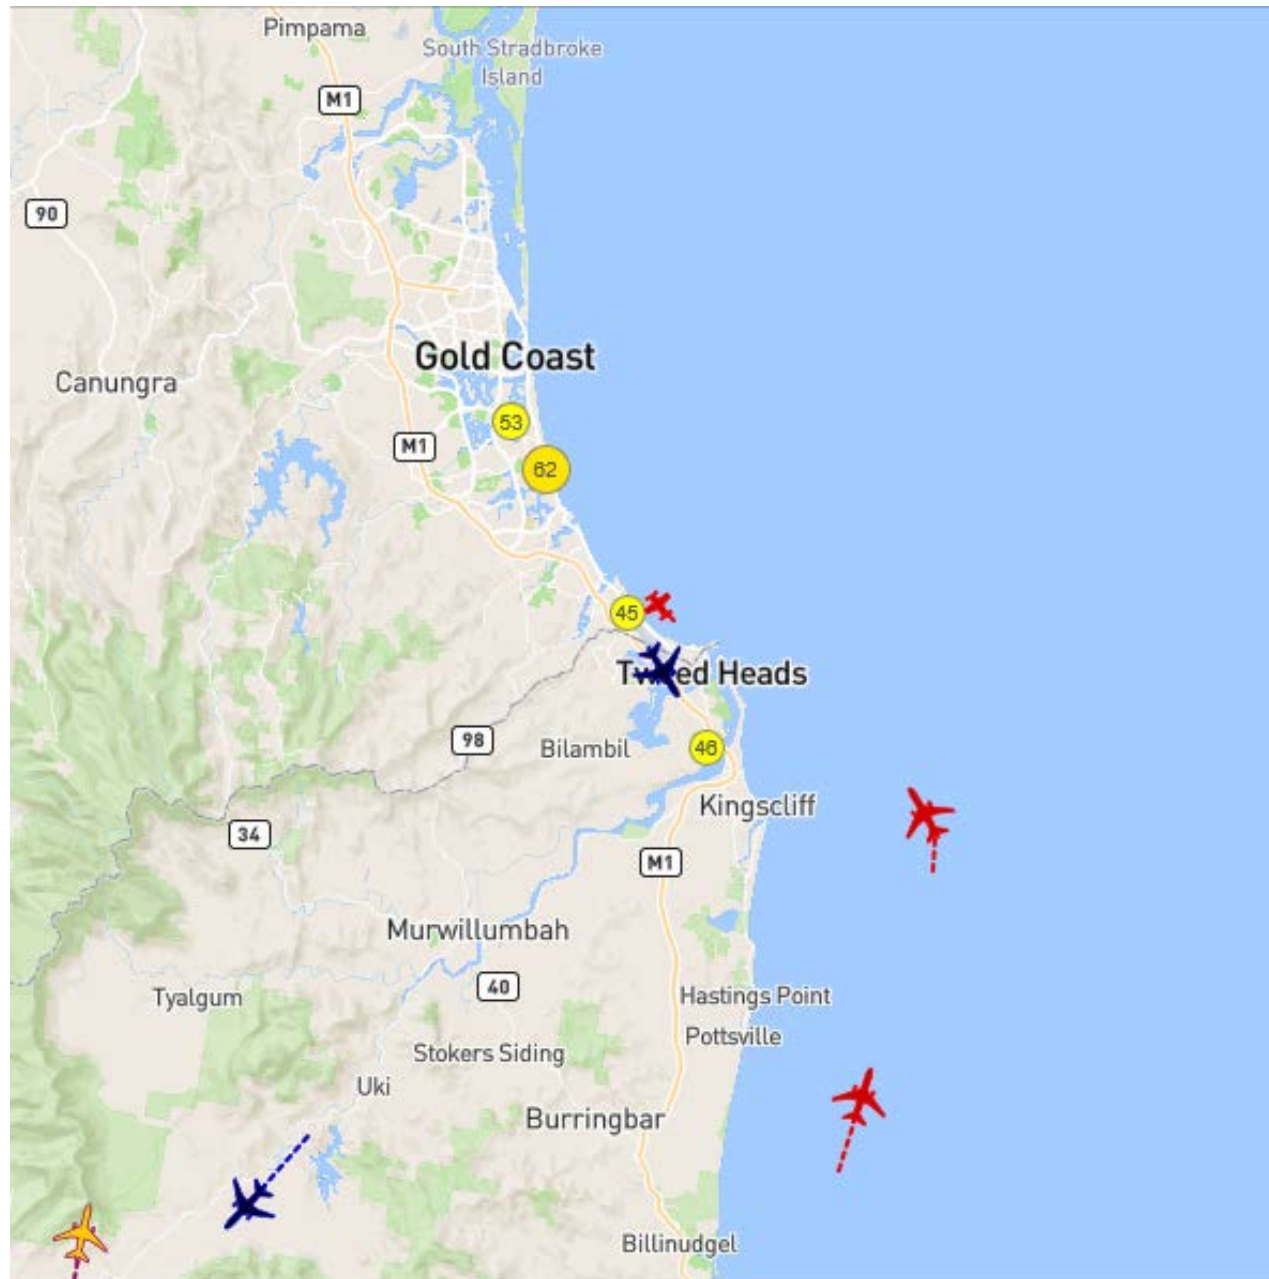 Pimpama
South Stradbroke
Island
M1
90
Gold Coast
Canungra
53
M1
62
45
Tweed Heads
98
Bilambil
46
Kingscliff
34
M1
Murwillumbah
40
Tyalgum
Hastings Point
Pottsville
Stokers Siding
Uki
Burringbar
Billinudgel